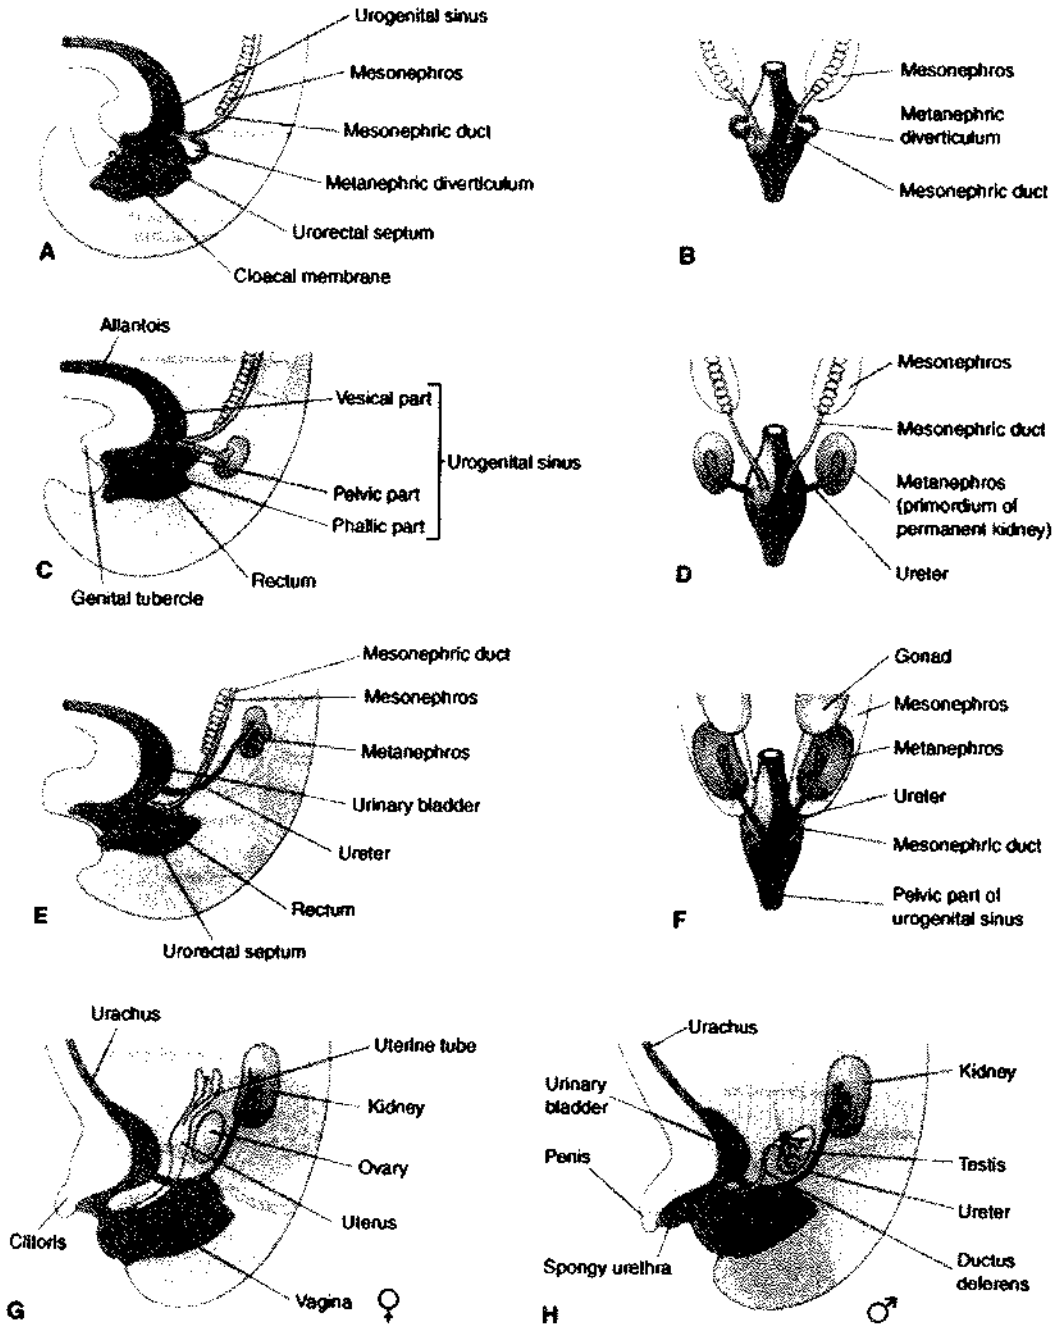 Urogenital sinus
Mesonephros
Mesonephric duct
Metanephric diverticulum
Urorectal septum
Cloacal membrane
A
Mesonephros
Metanephric
diverticulum
Mesonephric duct
B
Allantois
Vesical part
Urogenital sinus
Pelvic part
Phallic part
Rectum
Genital tubercle
C
Mesonephros
Mesonephric duct
Metanephros
(primordium of
permanent kidney)
Ureter
D
Mesonephric duct
Mesonephros
Metanephros
Urinary bladder
Ureter
Rectum
Urorectal septum
E
Gonad
Mesonephros
Metanephros
Ureter
Mesonephric duct
Pelvic part of
urogenital sinus
F
Urachus
Uterine tube
Kidney
Ovary
Uterus
Clitoris
Vagina ♀
G
Urachus
Urinary
bladder
Kidney
Penis
Testis
Ureter
Spongy urethra
Ductus
deferens
H ♂